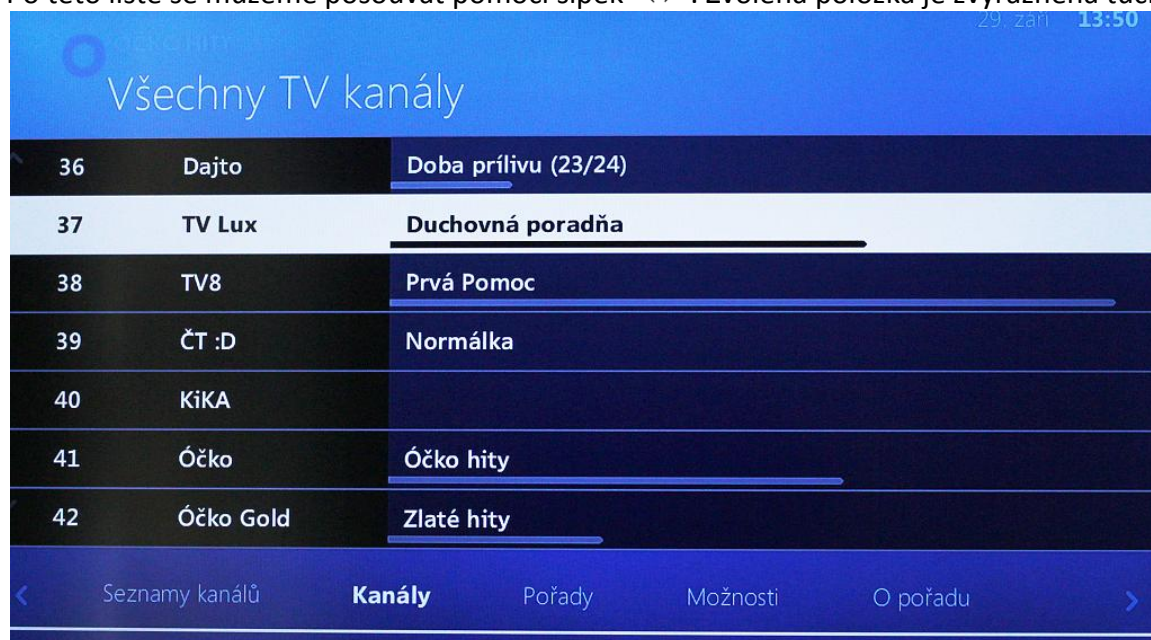 Po této liště se můžeme posouvat pomocí šipek
29. září 13:50
ÓČKO HITY
Všechny TV kanály
36 Dajto Doba prílivu (23/24)
37 TV Lux Duchovná poradňa
38 TV8 Prvá Pomoc
39 ČT :D Normálka
40 KiKA
41 Óčko Óčko hity
42 Óčko Gold Zlaté hity
Seznamy kanálů Kanály Pořady Možnosti O pořadu